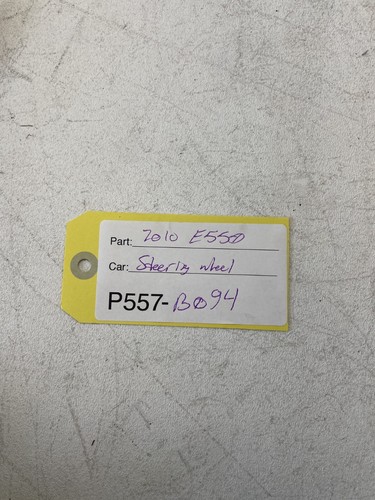 Part: 2010 E550
Car: Steering wheel
P557-B094